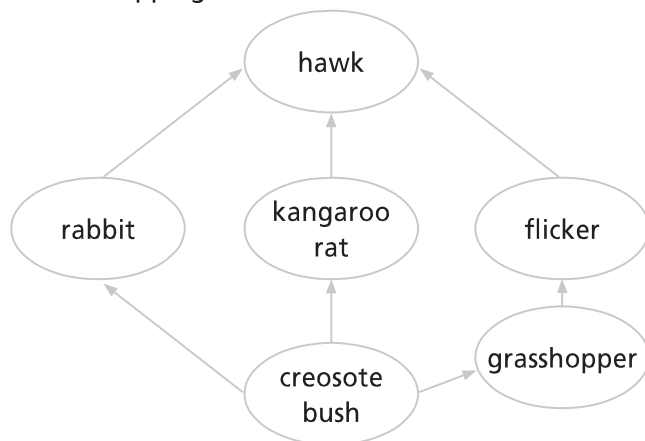 hawk
rabbit
kangaroo
rat
flicker
grasshopper
creosote
bush